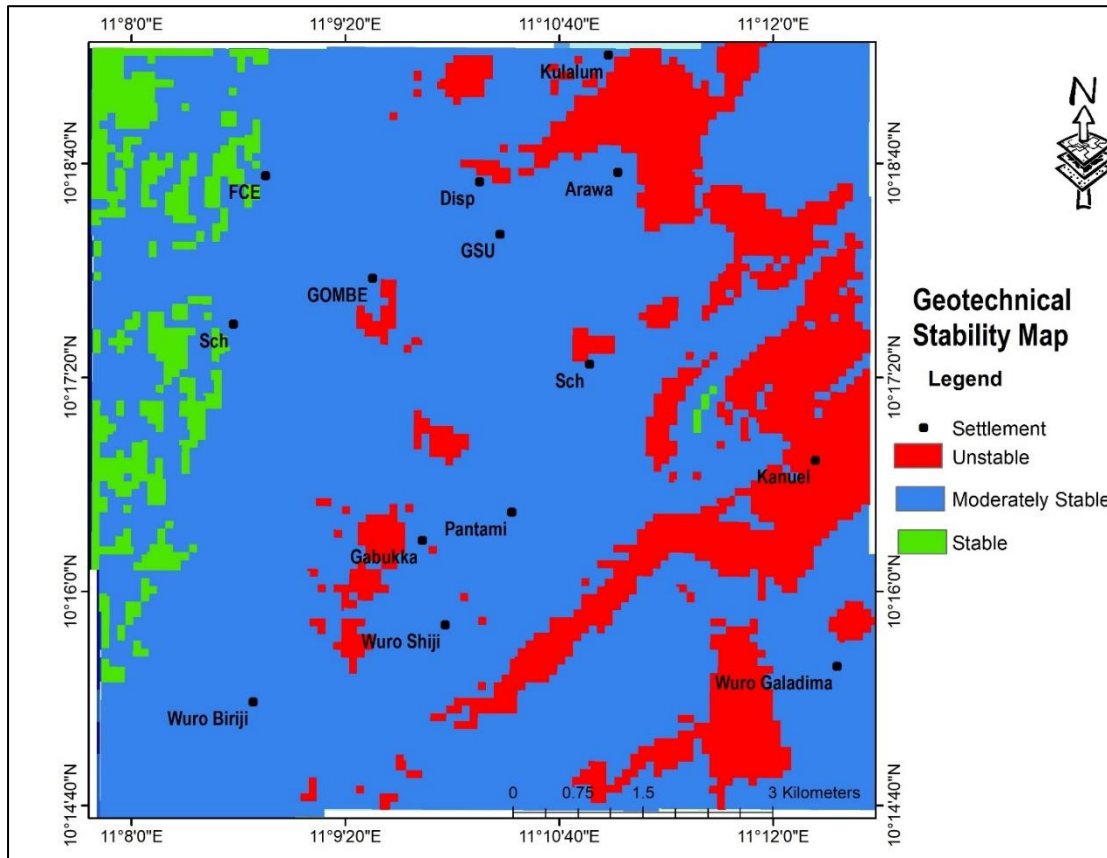 11°8'0"E
11°9'20"E
11°10'40"E
11°12'0"E
10°18'40"N
10°18'40"N
N
Kulalum
FCE
Disp
Arawa
GSU
GOMBE
Sch
Sch
10°17'20"N
10°17'20"N
Geotechnical
Stability Map
Legend
Settlement
Unstable
Moderately Stable
Stable
Kanuel
Pantami
Gabukka
10°16'0"N
10°16'0"N
Wuro Shiji
Wuro Galadima
Wuro Biriji
10°14'40"N
10°14'40"N
0 0.75 1.5 3 Kilometers
11°8'0"E
11°9'20"E
11°10'40"E
11°12'0"E